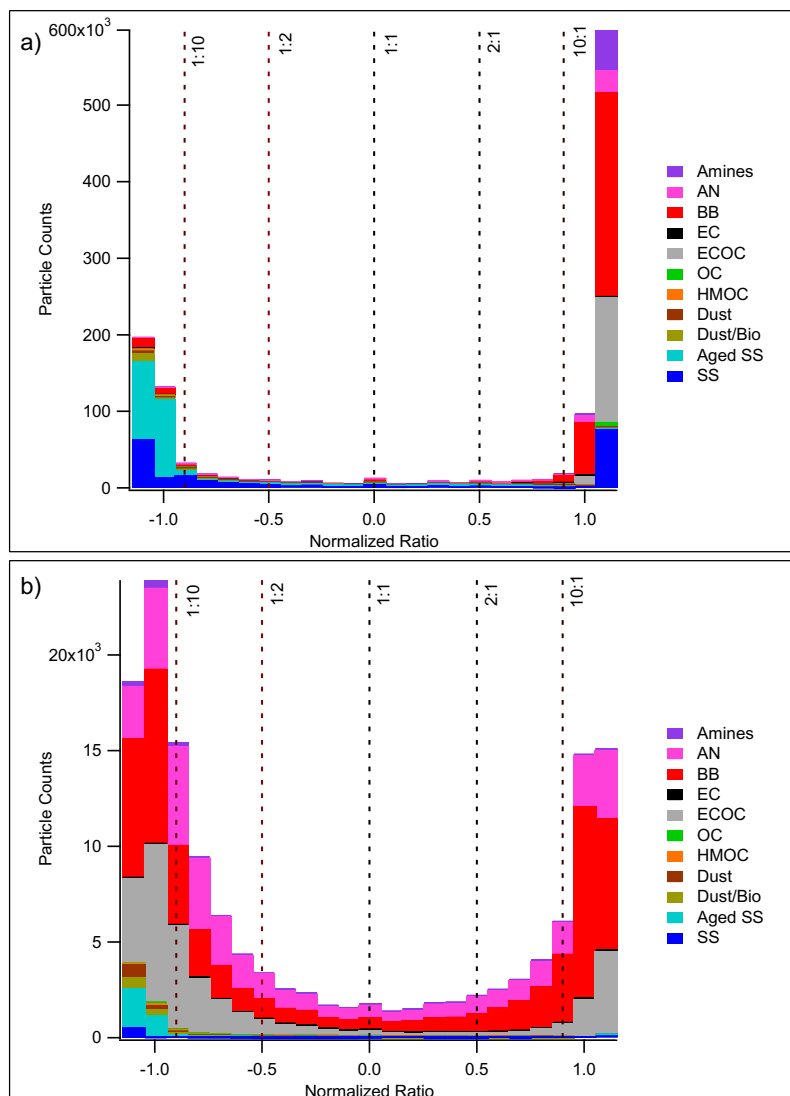 a)
600x10³
500
400
300
200
100
0
Particle Counts
1:10
1:2
1:1
2:1
10:1
-1.0
-0.5
0.0
0.5
1.0
Normalized Ratio
Amines
AN
BB
EC
ECOC
OC
HMOC
Dust
Dust/Bio
Aged SS
SS
b)
20x10³
15
10
5
0
Particle Counts
1:10
1:2
1:1
2:1
10:1
-1.0
-0.5
0.0
0.5
1.0
Normalized Ratio
Amines
AN
BB
EC
ECOC
OC
HMOC
Dust
Dust/Bio
Aged SS
SS